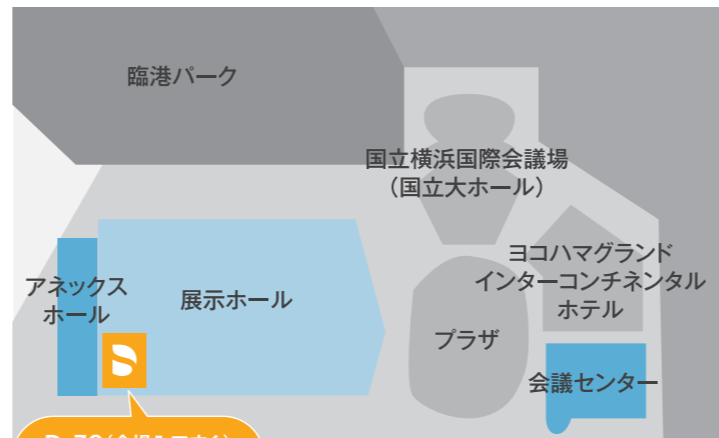 臨港パーク
国立横浜国際会議場
（国立大ホール）
ヨコハマグランド
インターコンチネンタル
ホテル
アネックス
ホール
展示ホール
プラザ
会議センター